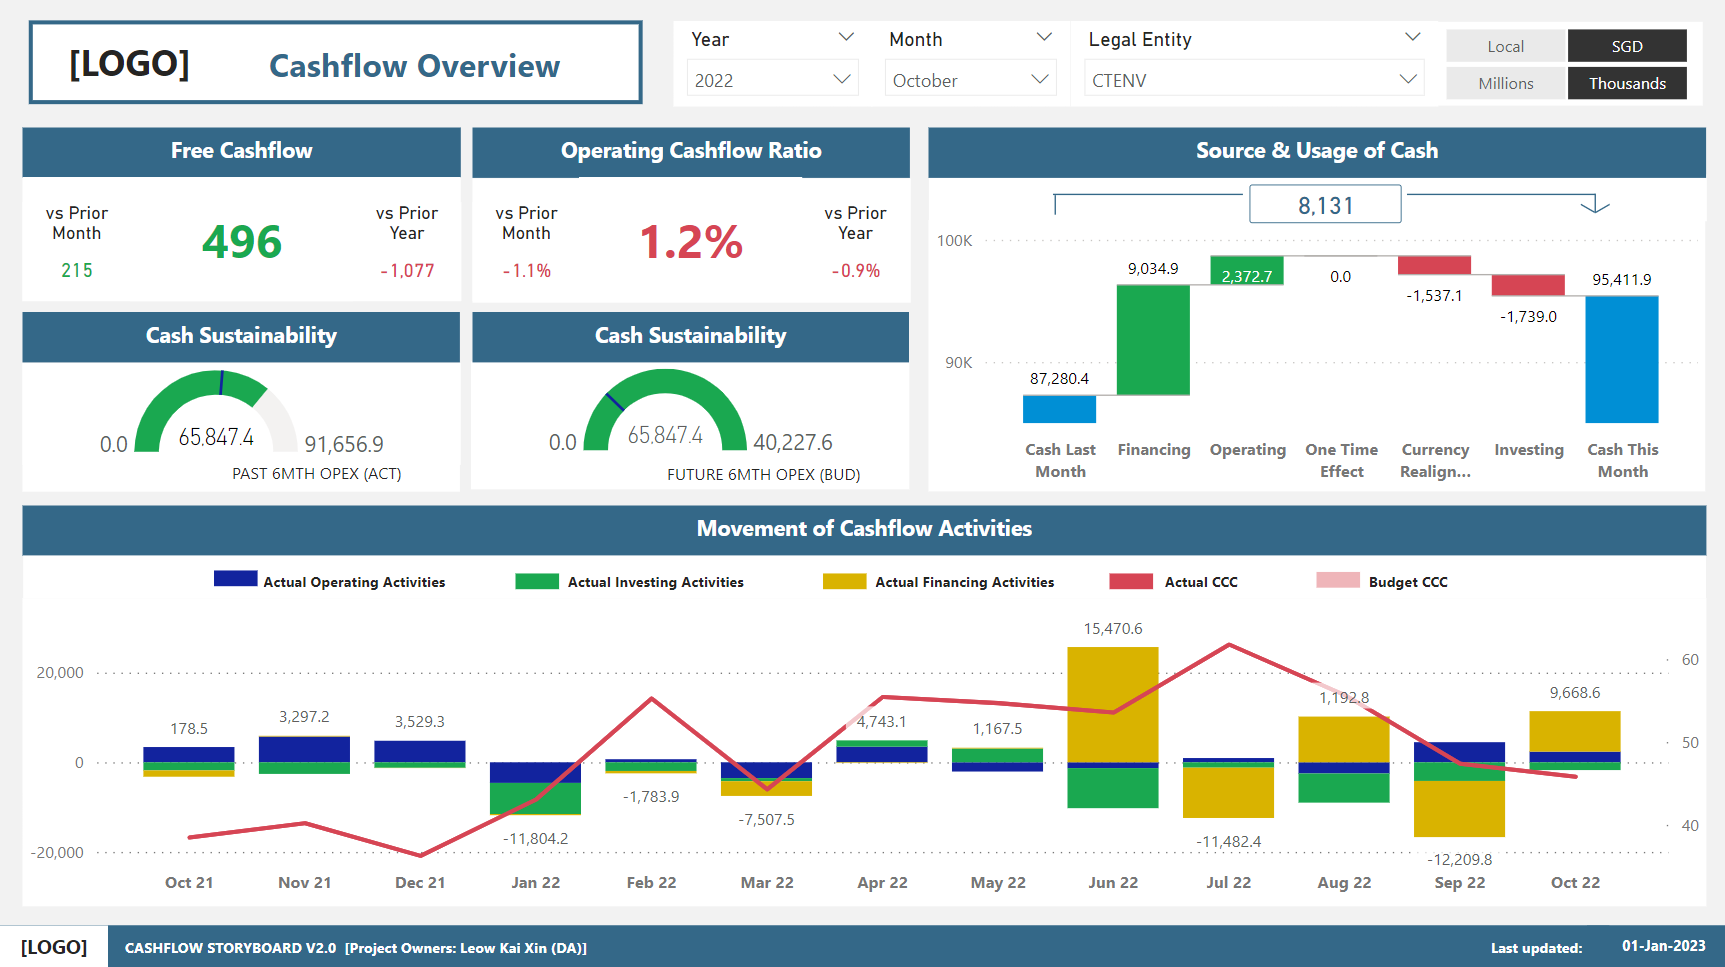 [LOGO]
Cashflow Overview
Year
2022
Month
October
Legal Entity
CTENV
Local
SGD
Millions
Thousands
Free Cashflow
vs Prior
Month
215
496
vs Prior
Year
-1,077
Operating Cashflow Ratio
vs Prior
Month
-1.1%
1.2%
vs Prior
Year
-0.9%
Source & Usage of Cash
8,131
100K
90K
87,280.4
9,034.9
2,372.7
0.0
-1,537.1
-1,739.0
95,411.9
Cash Last
Month
Financing
Operating
One Time
Effect
Currency
Realign...
Investing
Cash This
Month
Cash Sustainability
0.0
65,847.4
91,656.9
PAST 6MTH OPEX (ACT)
Cash Sustainability
0.0
65,847.4
40,227.6
FUTURE 6MTH OPEX (BUD)
Movement of Cashflow Activities
Actual Operating Activities
Actual Investing Activities
Actual Financing Activities
Actual CCC
Budget CCC
20,000
0
-20,000
178.5
3,297.2
3,529.3
-11,804.2
-1,783.9
-7,507.5
4,743.1
1,167.5
15,470.6
-11,482.4
1,192.8
-12,209.8
9,668.6
60
50
40
Oct 21
Nov 21
Dec 21
Jan 22
Feb 22
Mar 22
Apr 22
May 22
Jun 22
Jul 22
Aug 22
Sep 22
Oct 22
[LOGO]
CASHFLOW STORYBOARD V2.0 [Project Owners: Leow Kai Xin (DA)]
Last updated:
01-Jan-2023